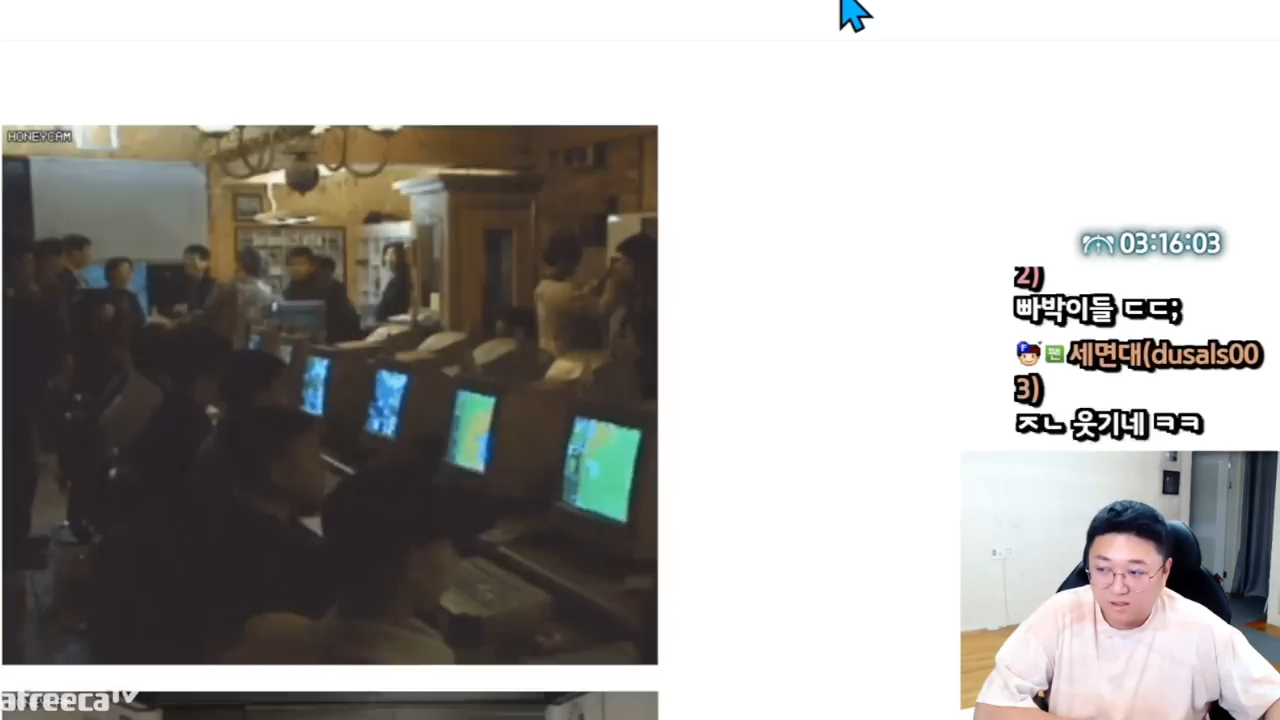 HONEYCAM
03:16:03
2)
빠박이들 ㄷㄷ;
팬 세면대(dusals00
3)
ㅈㄴ 웃기네 ㅋㅋ
afreecaTV